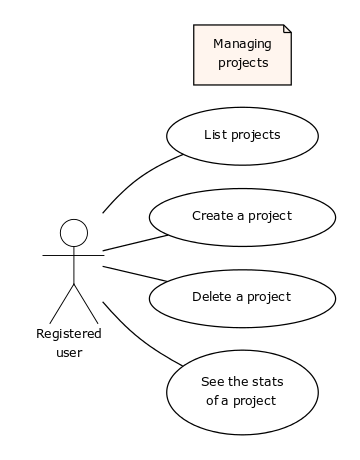 Managing
projects
List projects
Create a project
Delete a project
Registered
user
See the stats
of a project